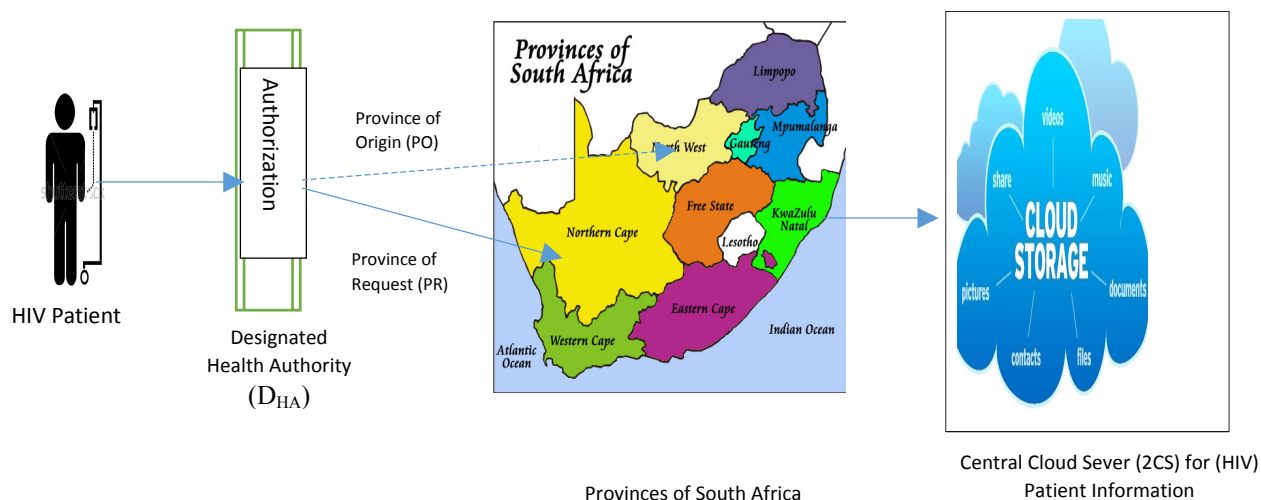 HIV Patient
Authorization
Designated
Health Authority
(D_HA)
Province of
Origin (PO)
Province of
Request (PR)
Provinces of
South Africa
Limpopo
Mpumalanga
Gauteng
North West
Free State
KwaZulu
Natal
Lesotho
Northern Cape
Eastern Cape
Western Cape
Atlantic
Ocean
Indian Ocean
Provinces of South Africa
videos
share
music
CLOUD
STORAGE
pictures
documents
contacts
files
Central Cloud Sever (2CS) for (HIV)
Patient Information